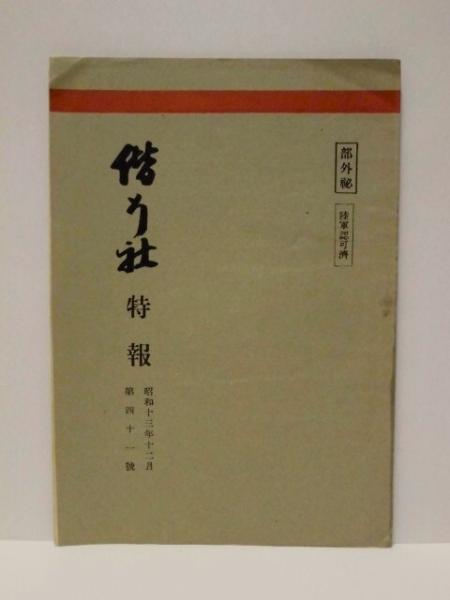 部外祕
陸軍認可濟
偕行社
特報
昭和十三年十二月
第四十一號